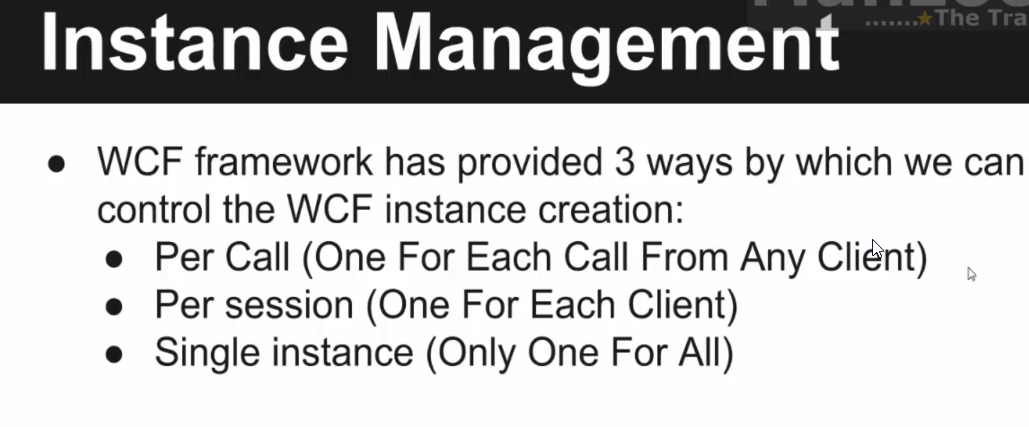 Instance Management
.......★The Tra
● WCF framework has provided 3 ways by which we can
control the WCF instance creation:
● Per Call (One For Each Call From Any Client)
● Per session (One For Each Client)
● Single instance (Only One For All)